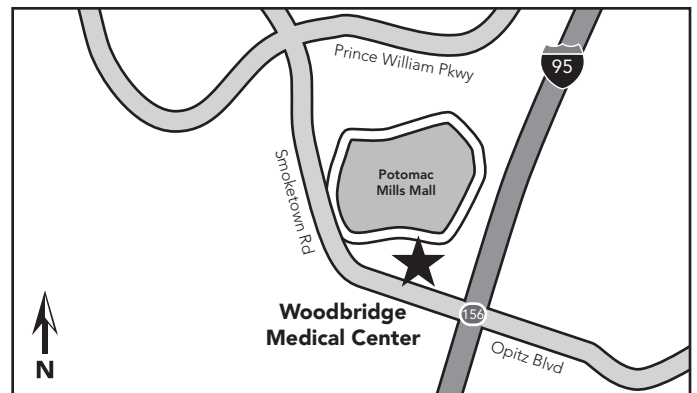 Prince William Pkwy
95
Smoketown Rd
Potomac
Mills Mall
Woodbridge
Medical Center
156
Opitz Blvd
N